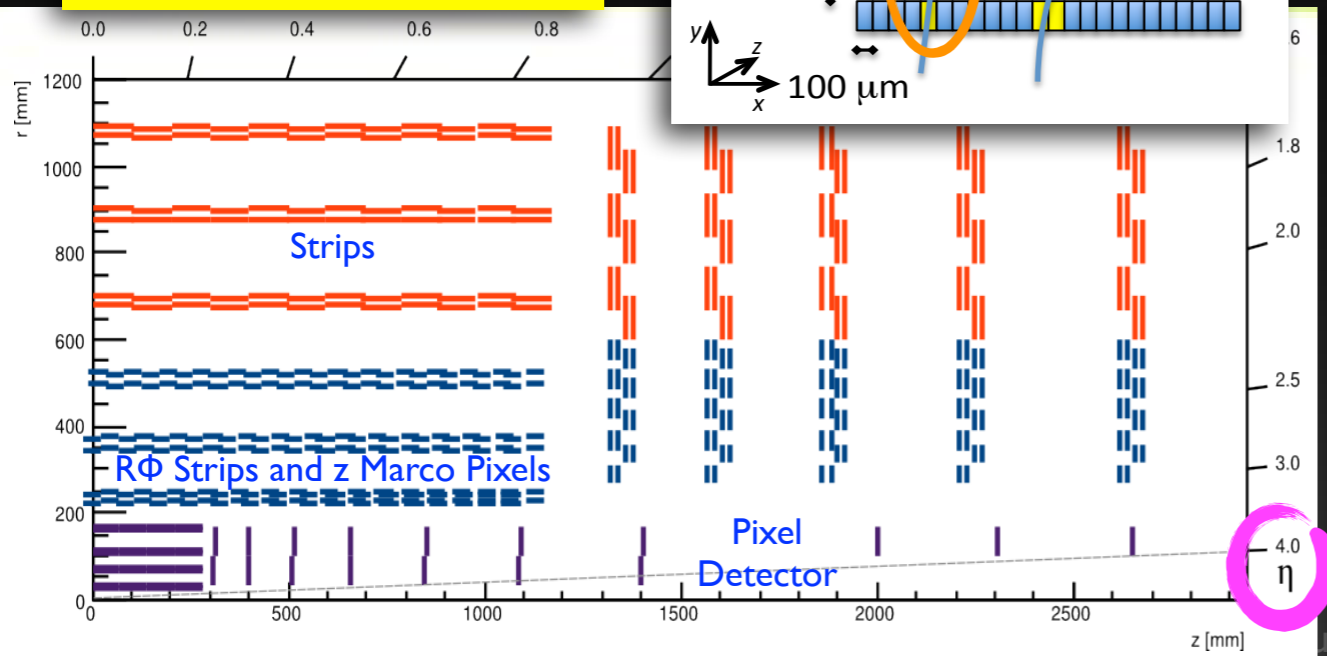 0.0 0.2 0.4 0.6 0.8
y
z
x
100 μm
r [mm]
1200
1000
800
600
400
200
0
Strips
RΦ Strips and z Marco Pixels
Pixel
Detector
.6
1.8
2.0
2.5
3.0
4.0
η
0 500 1000 1500 2000 2500
z [mm]